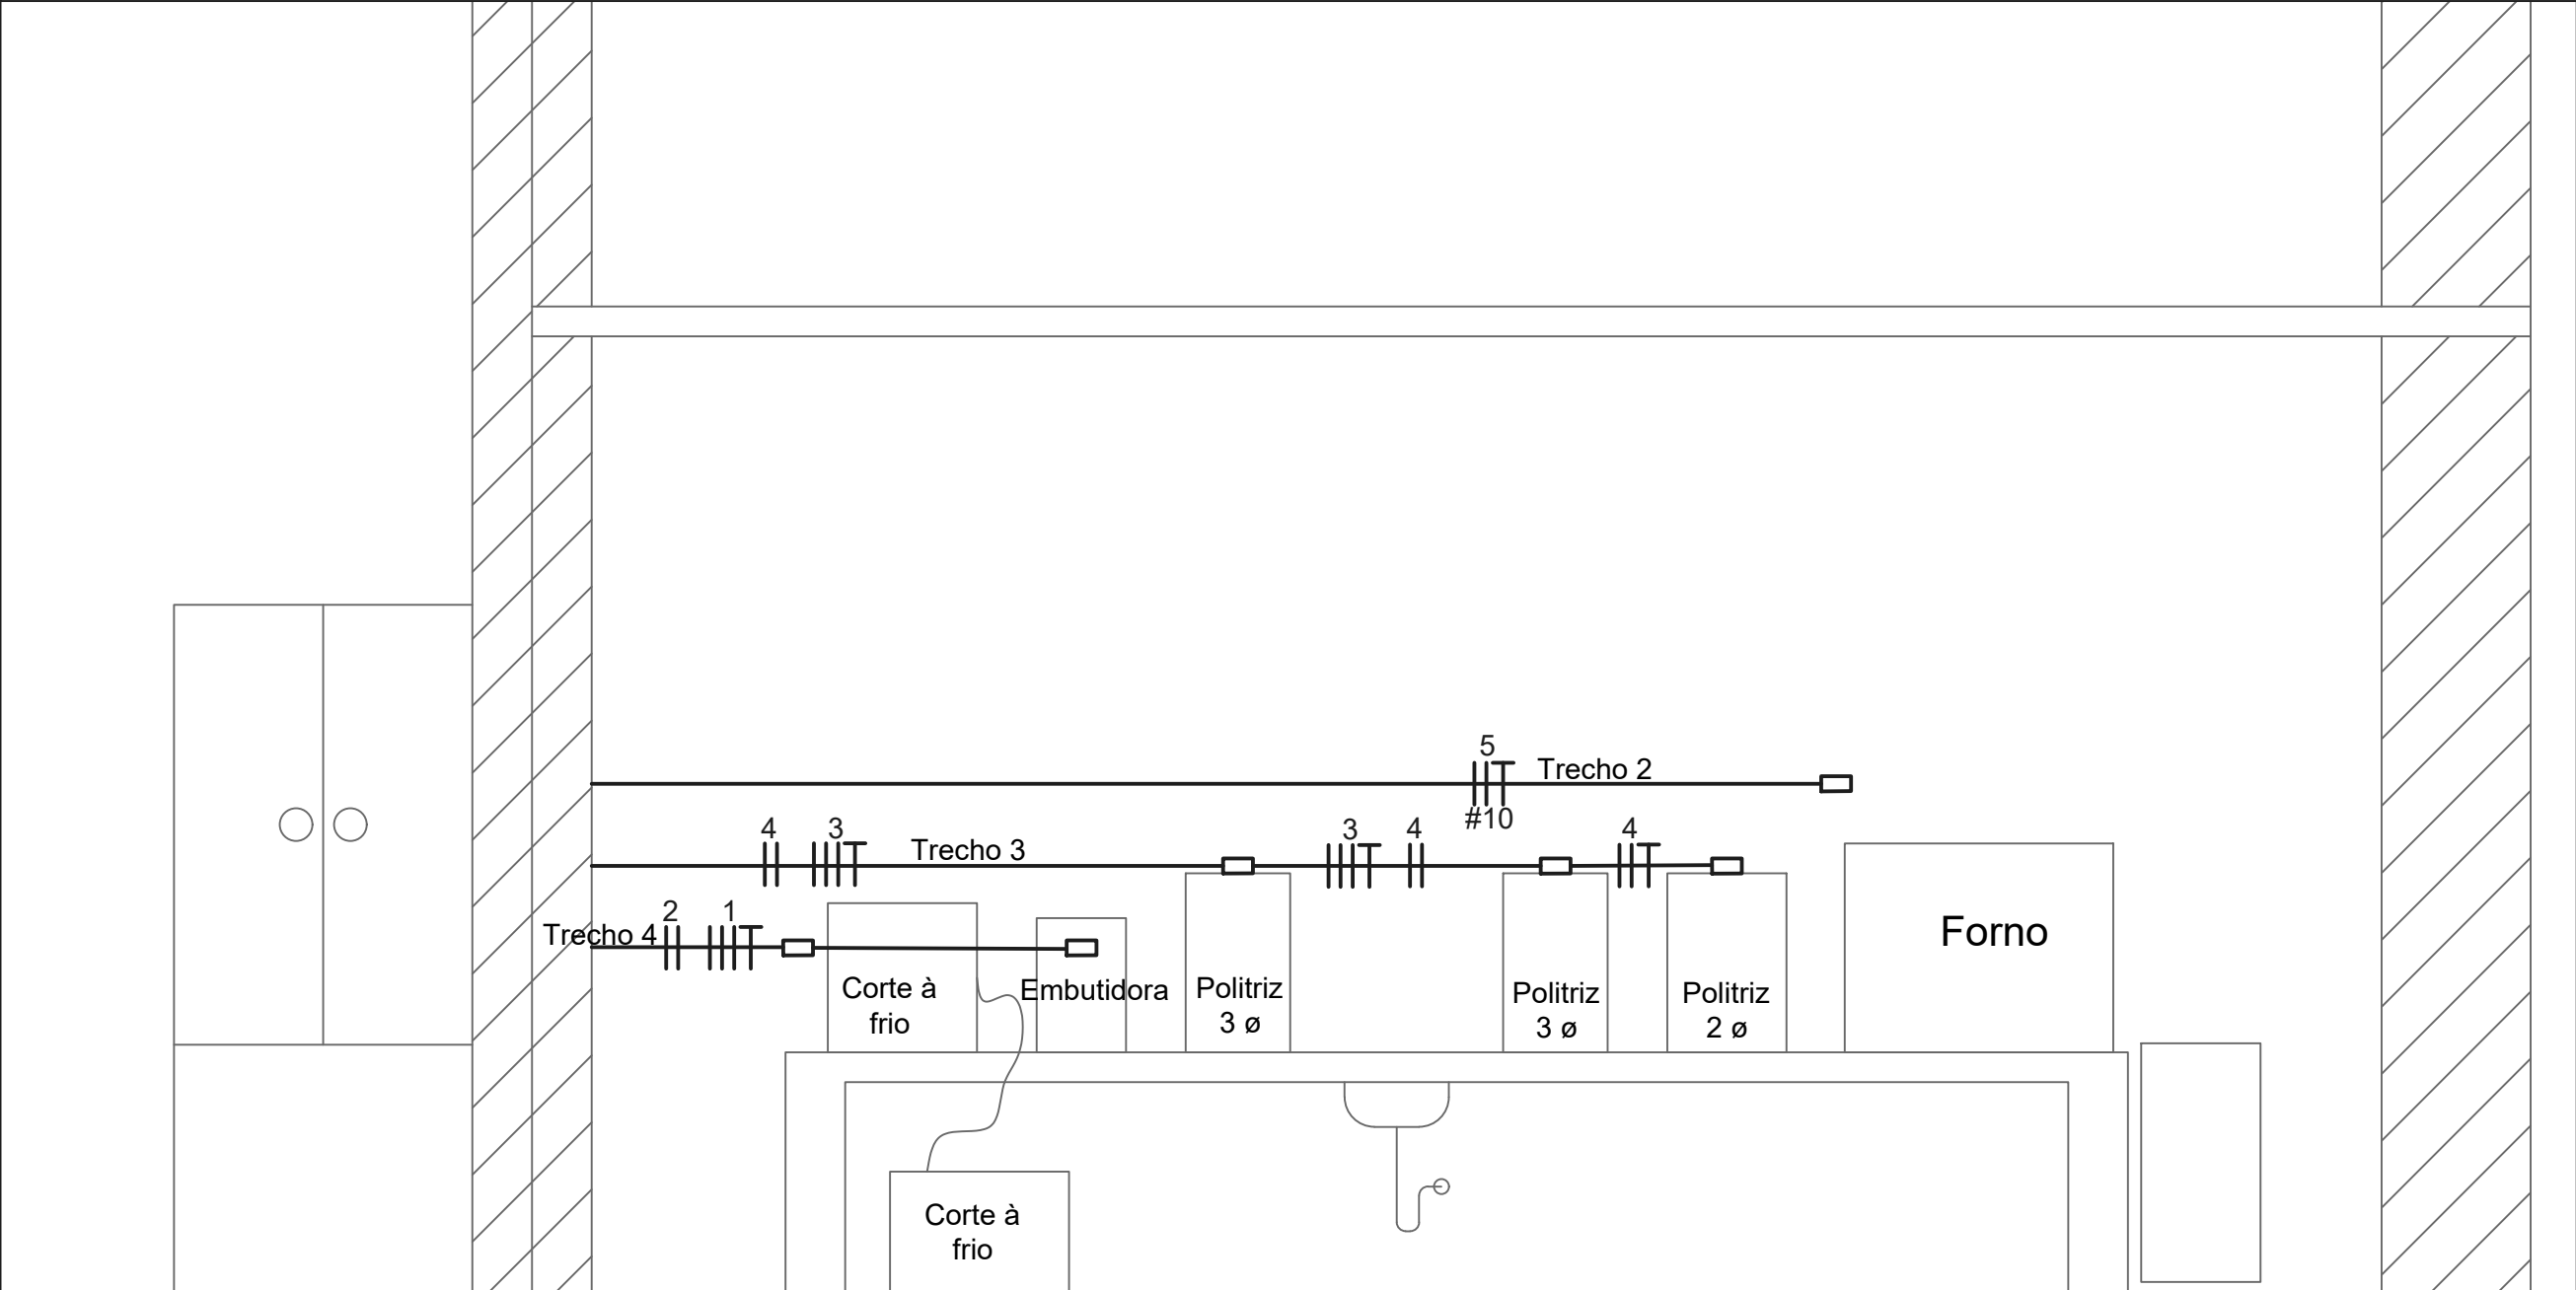 5
Trecho 2
#10
4 3
Trecho 3
3 4
4
2 1
Trecho 4
Forno
Corte à
frio
Embutidora
Politriz
3 ø
Politriz
3 ø
Politriz
2 ø
Corte à
frio